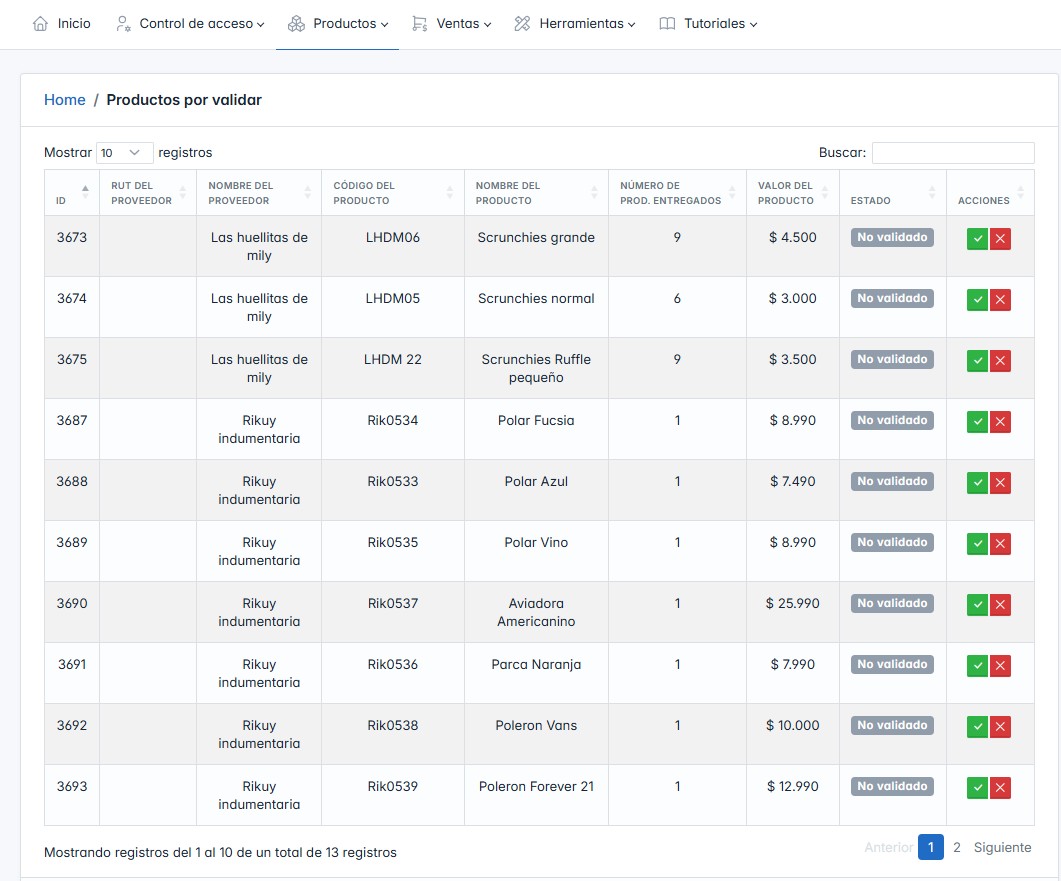 Inicio Control de acceso Productos Ventas Herramientas Tutoriales
Home / Productos por validar
Mostrar 10 registros Buscar:
ID RUT DEL PROVEEDOR NOMBRE DEL PROVEEDOR CÓDIGO DEL PRODUCTO NOMBRE DEL PRODUCTO NÚMERO DE PROD. ENTREGADOS VALOR DEL PRODUCTO ESTADO ACCIONES
3673 Las huellitas de mily LHDM06 Scrunchies grande 9 $ 4.500 No validado
3674 Las huellitas de mily LHDM05 Scrunchies normal 6 $ 3.000 No validado
3675 Las huellitas de mily LHDM 22 Scrunchies Ruffle pequeño 9 $ 3.500 No validado
3687 Rikuy indumentaria Rik0534 Polar Fucsia 1 $ 8.990 No validado
3688 Rikuy indumentaria Rik0533 Polar Azul 1 $ 7.490 No validado
3689 Rikuy indumentaria Rik0535 Polar Vino 1 $ 8.990 No validado
3690 Rikuy indumentaria Rik0537 Aviadora Americanino 1 $ 25.990 No validado
3691 Rikuy indumentaria Rik0536 Parca Naranja 1 $ 7.990 No validado
3692 Rikuy indumentaria Rik0538 Poleron Vans 1 $ 10.000 No validado
3693 Rikuy indumentaria Rik0539 Poleron Forever 21 1 $ 12.990 No validado
Mostrando registros del 1 al 10 de un total de 13 registros Anterior 1 2 Siguiente